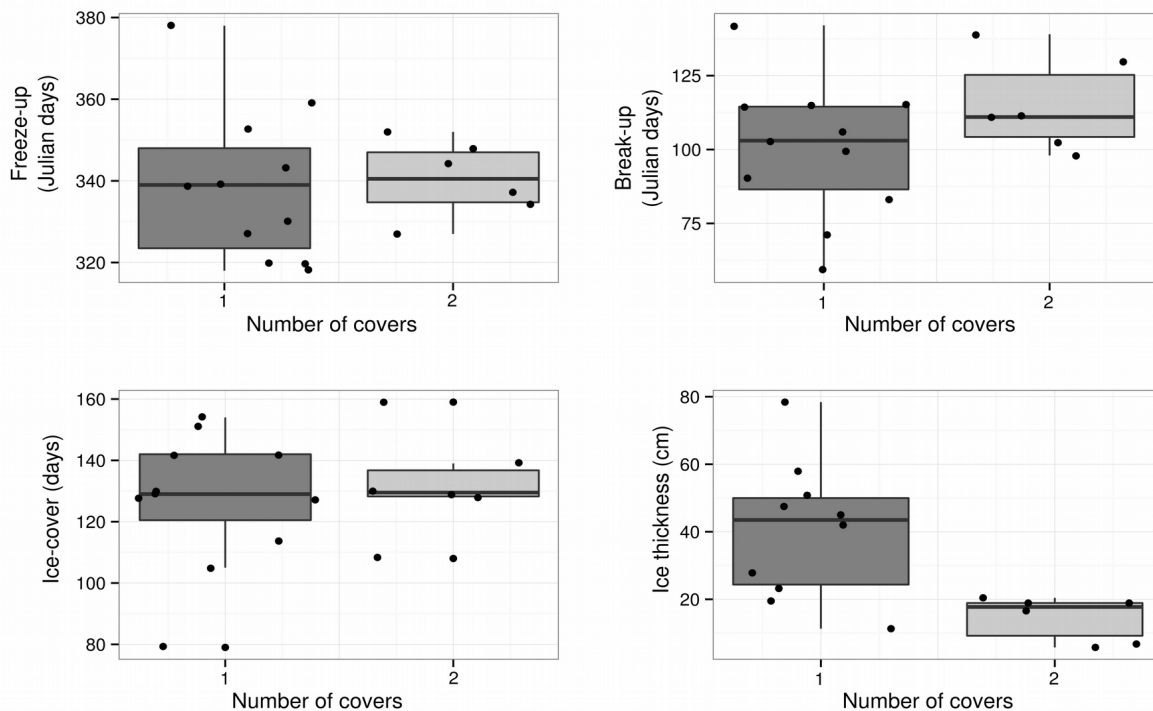 Freeze-up
(Julian days)
380
360
340
320
1
2
Number of covers
Break-up
(Julian days)
125
100
75
1
2
Number of covers
Ice-cover (days)
160
140
120
100
80
1
2
Number of covers
Ice thickness (cm)
80
60
40
20
1
2
Number of covers